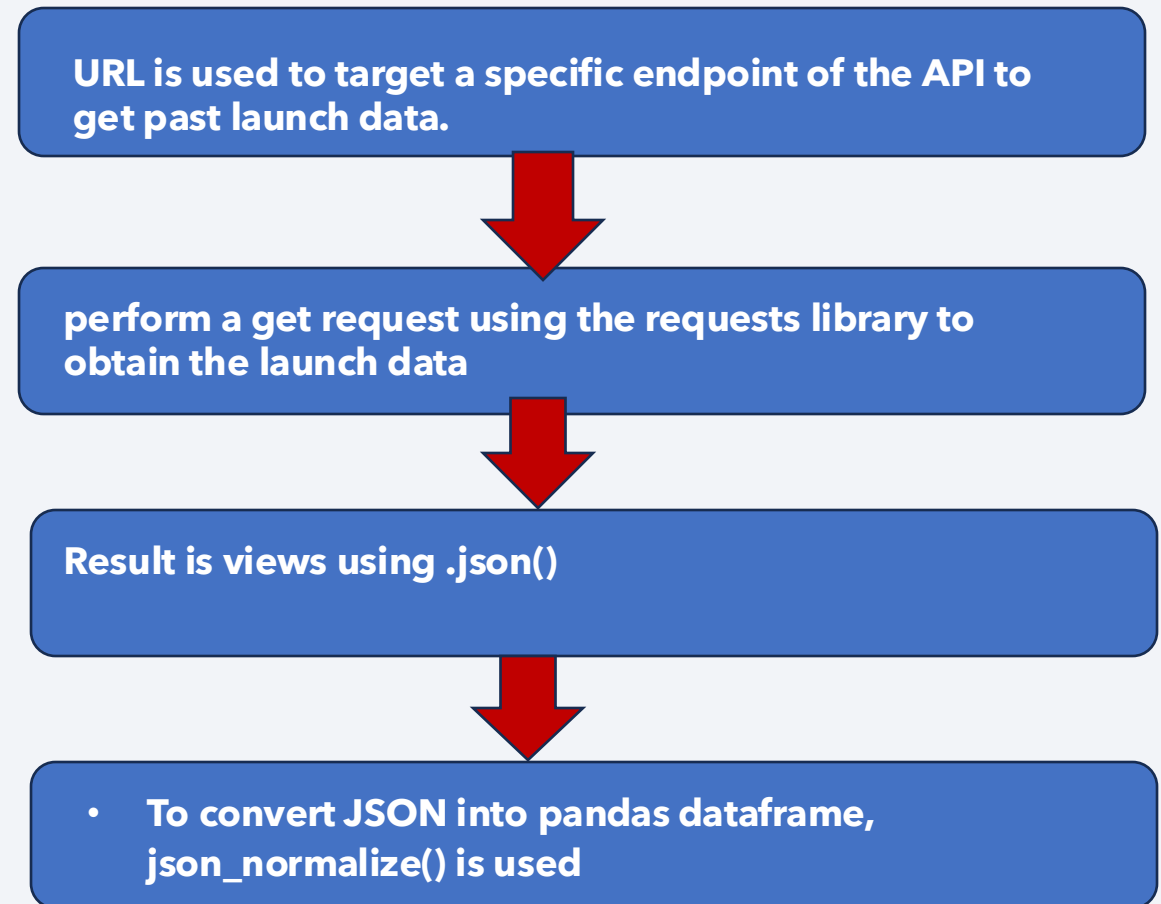 URL is used to target a specific endpoint of the API to
get past launch data.
perform a get request using the requests library to
obtain the launch data
Result is views using .json()
• To convert JSON into pandas dataframe,
json_normalize() is used